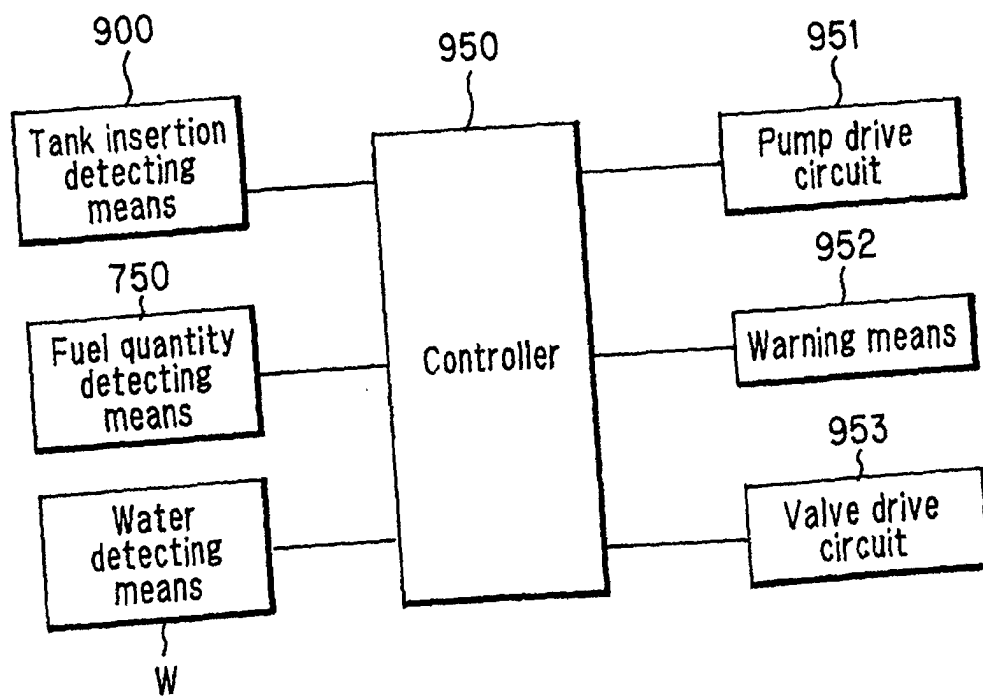 900
950
951
Tank insertion
detecting
means
Pump drive
circuit
750
952
Fuel quantity
detecting
means
Controller
Warning means
953
Water
detecting
means
Valve drive
circuit
W